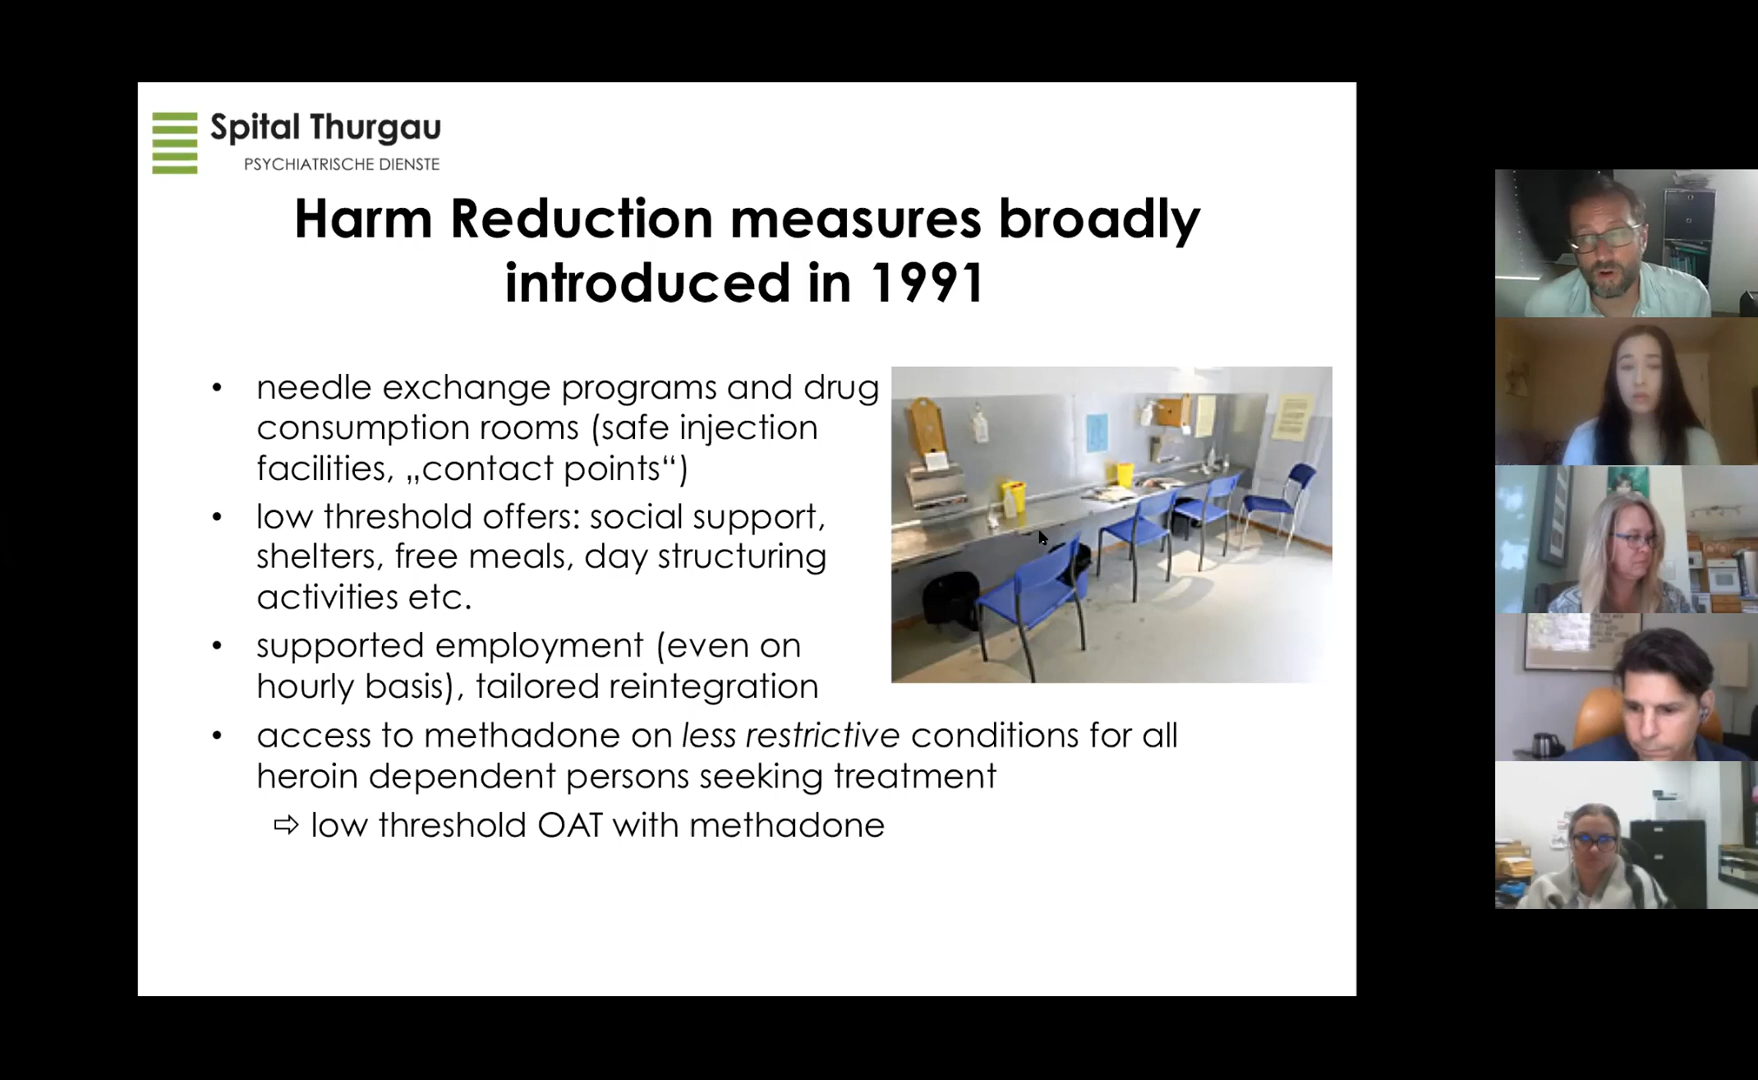 Spital Thurgau
PSYCHIATRISCHE DIENSTE
Harm Reduction measures broadly
introduced in 1991
• needle exchange programs and drug
consumption rooms (safe injection
facilities, „contact points“)
• low threshold offers: social support,
shelters, free meals, day structuring
activities etc.
• supported employment (even on
hourly basis), tailored reintegration
• access to methadone on less restrictive conditions for all
heroin dependent persons seeking treatment
⇨ low threshold OAT with methadone